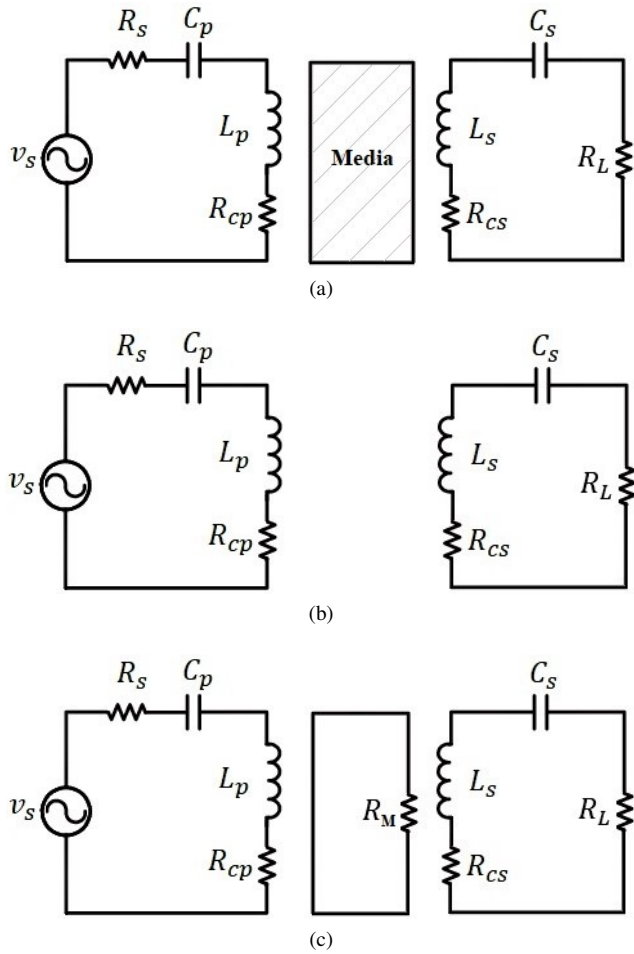 R_s C_p C_s
L_p Media L_s
v_s R_L
R_cp R_cs
(a)
R_s C_p C_s
L_p L_s
v_s R_L
R_cp R_cs
(b)
R_s C_p C_s
L_p L_s
v_s R_M R_L
R_cp R_cs
(c)